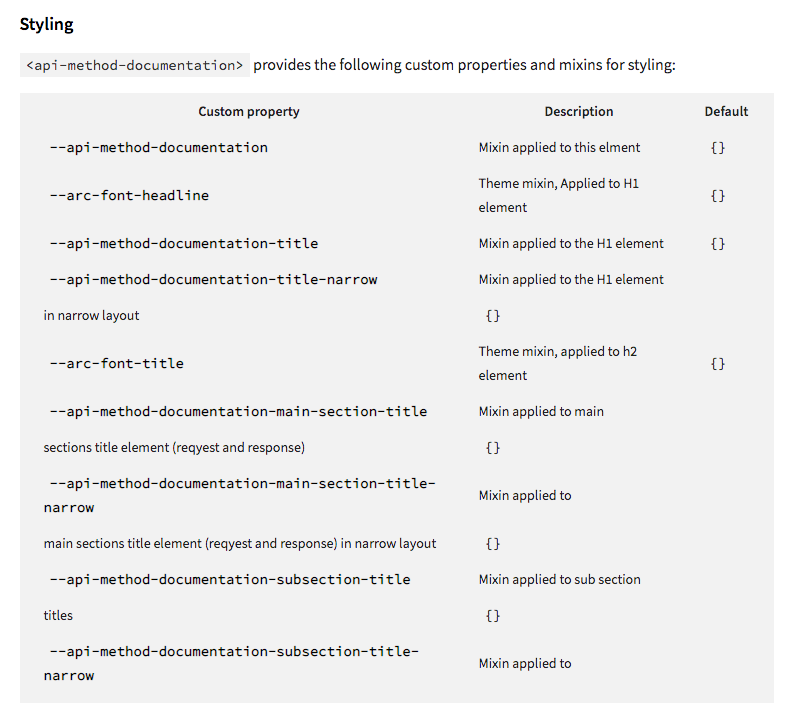 Styling
<api-method-documentation> provides the following custom properties and mixins for styling:
Custom property Description Default
--api-method-documentation Mixin applied to this elment {}
--arc-font-headline Theme mixin, Applied to H1 element {}
--api-method-documentation-title Mixin applied to the H1 element {}
--api-method-documentation-title-narrow Mixin applied to the H1 element
in narrow layout {}
--arc-font-title Theme mixin, applied to h2 element {}
--api-method-documentation-main-section-title Mixin applied to main
sections title element (reqyest and response) {}
--api-method-documentation-main-section-title-
narrow Mixin applied to
main sections title element (reqyest and response) in narrow layout {}
--api-method-documentation-subsection-title Mixin applied to sub section
titles {}
--api-method-documentation-subsection-title-
narrow Mixin applied to